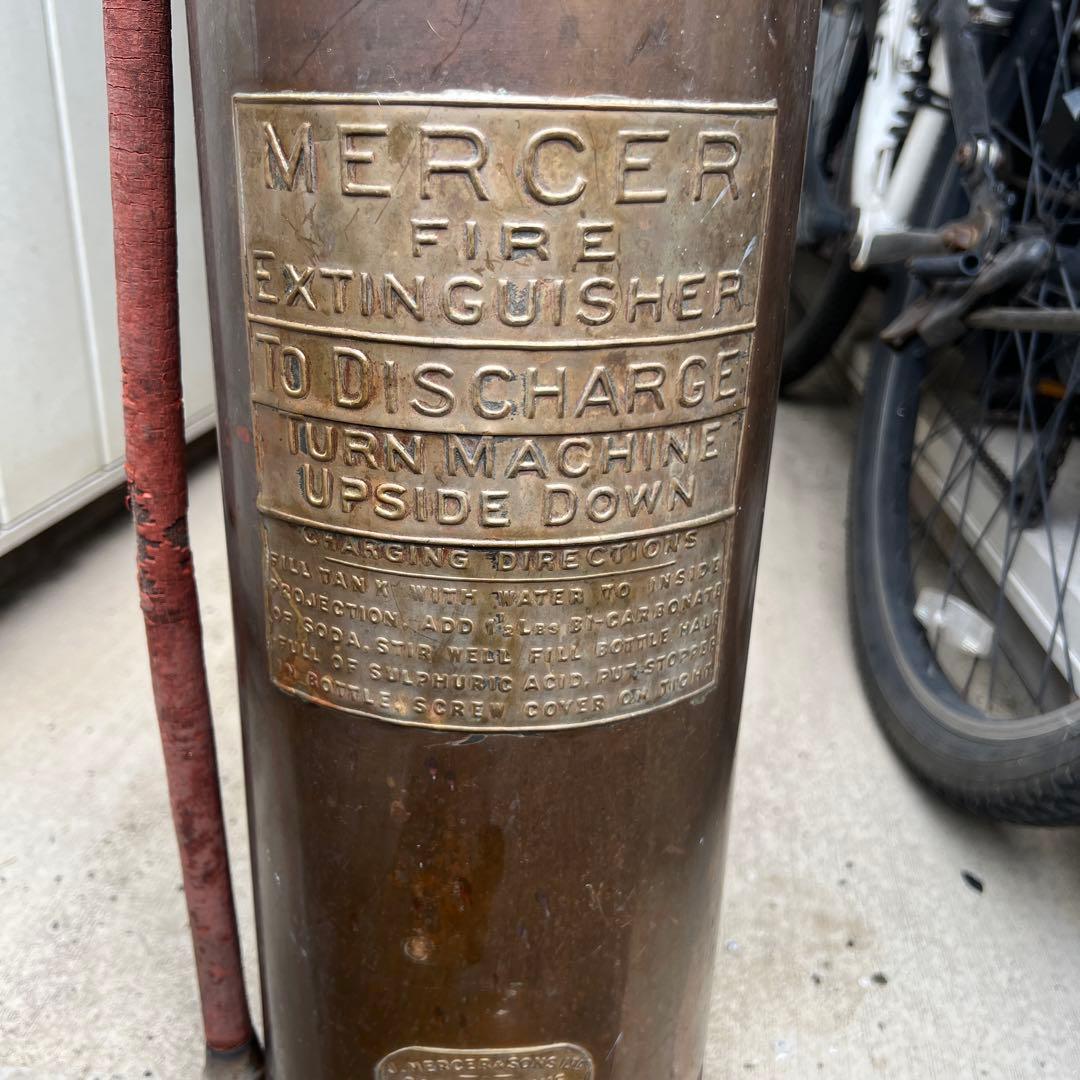 MERCER
FIRE
EXTINGUISHER
TO DISCHARGE
TURN MACHINE
UPSIDE DOWN
CHARGING DIRECTIONS
FILL TANK WITH WATER TO INSIDE
PROJECTION. ADD 1½ LBS BI-CARBONATE
OF SODA. STIR WELL FILL BOTTLE HALF
FULL OF SULPHURIC ACID. PUT STOPPER
BOTTLE. SCREW COVER ON TIGHT
J. MERCER & SONS LTD